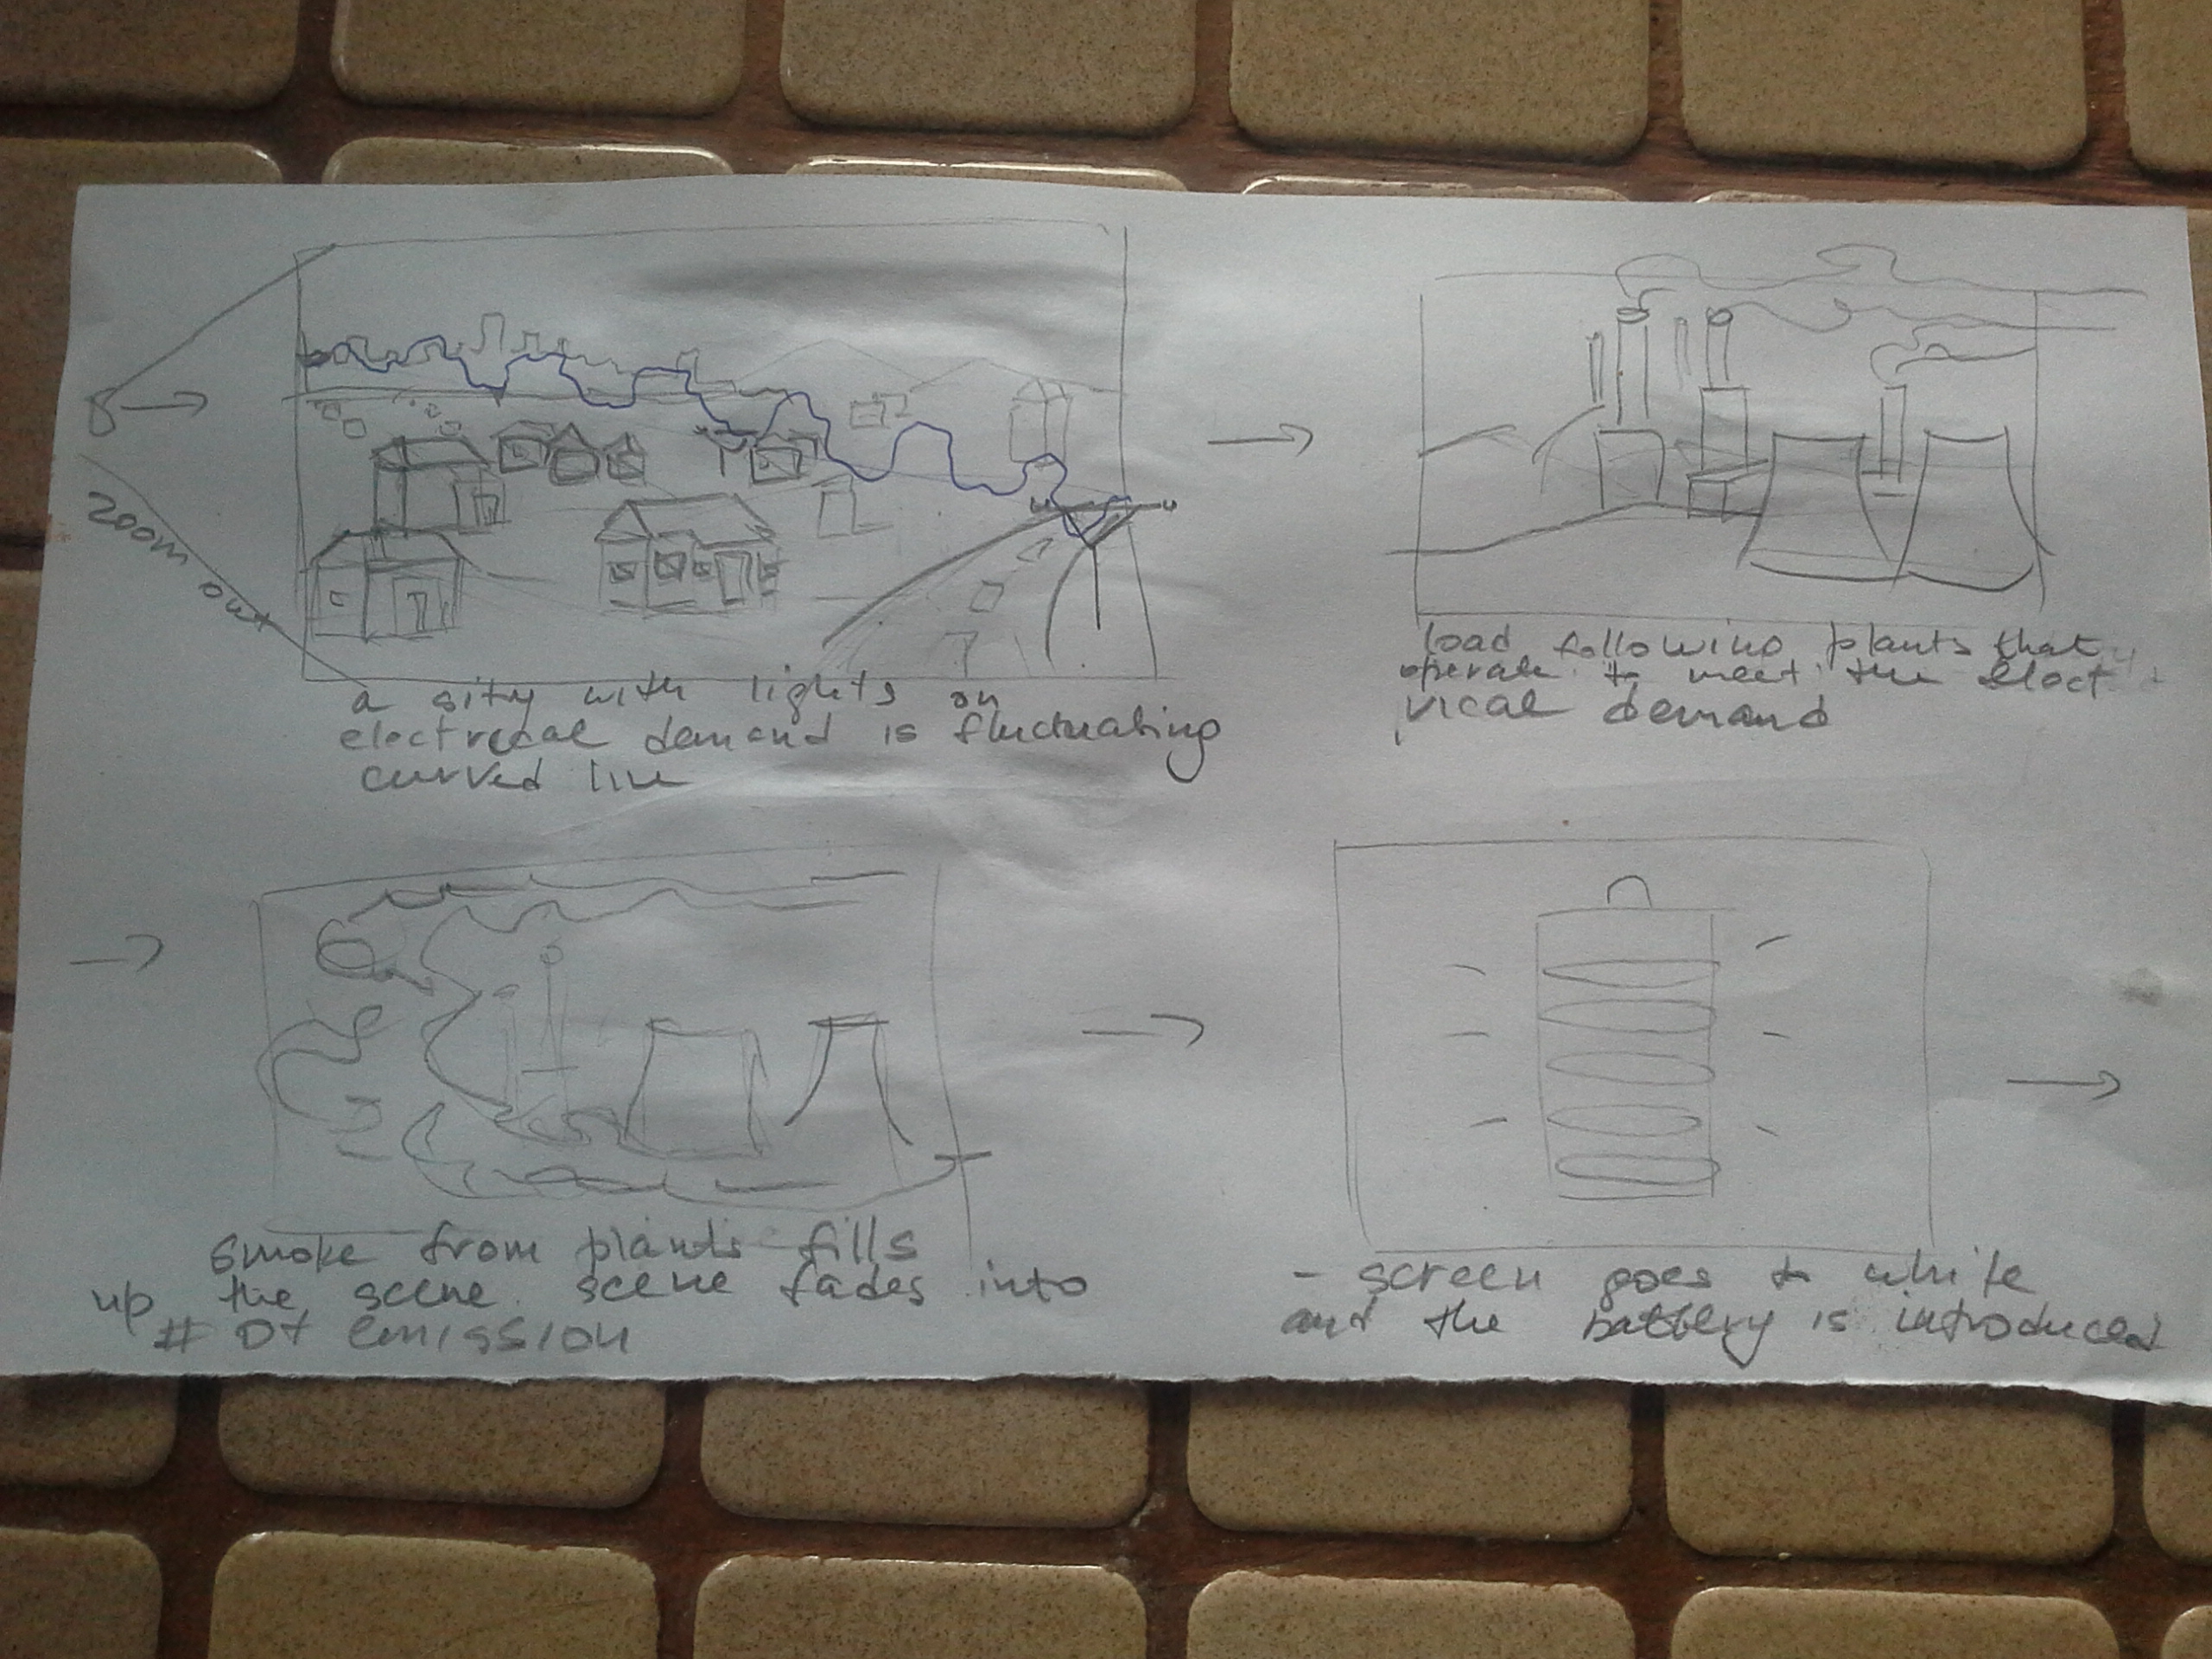 zoom out
a sity with lights on
electrical demand is fluctuating
curved line
load following plants that
operate to meet the elect
rical demand
smoke from plants fills
up the scene. scene fades into
# of emission
- screen goes to white
and the battery is introduced